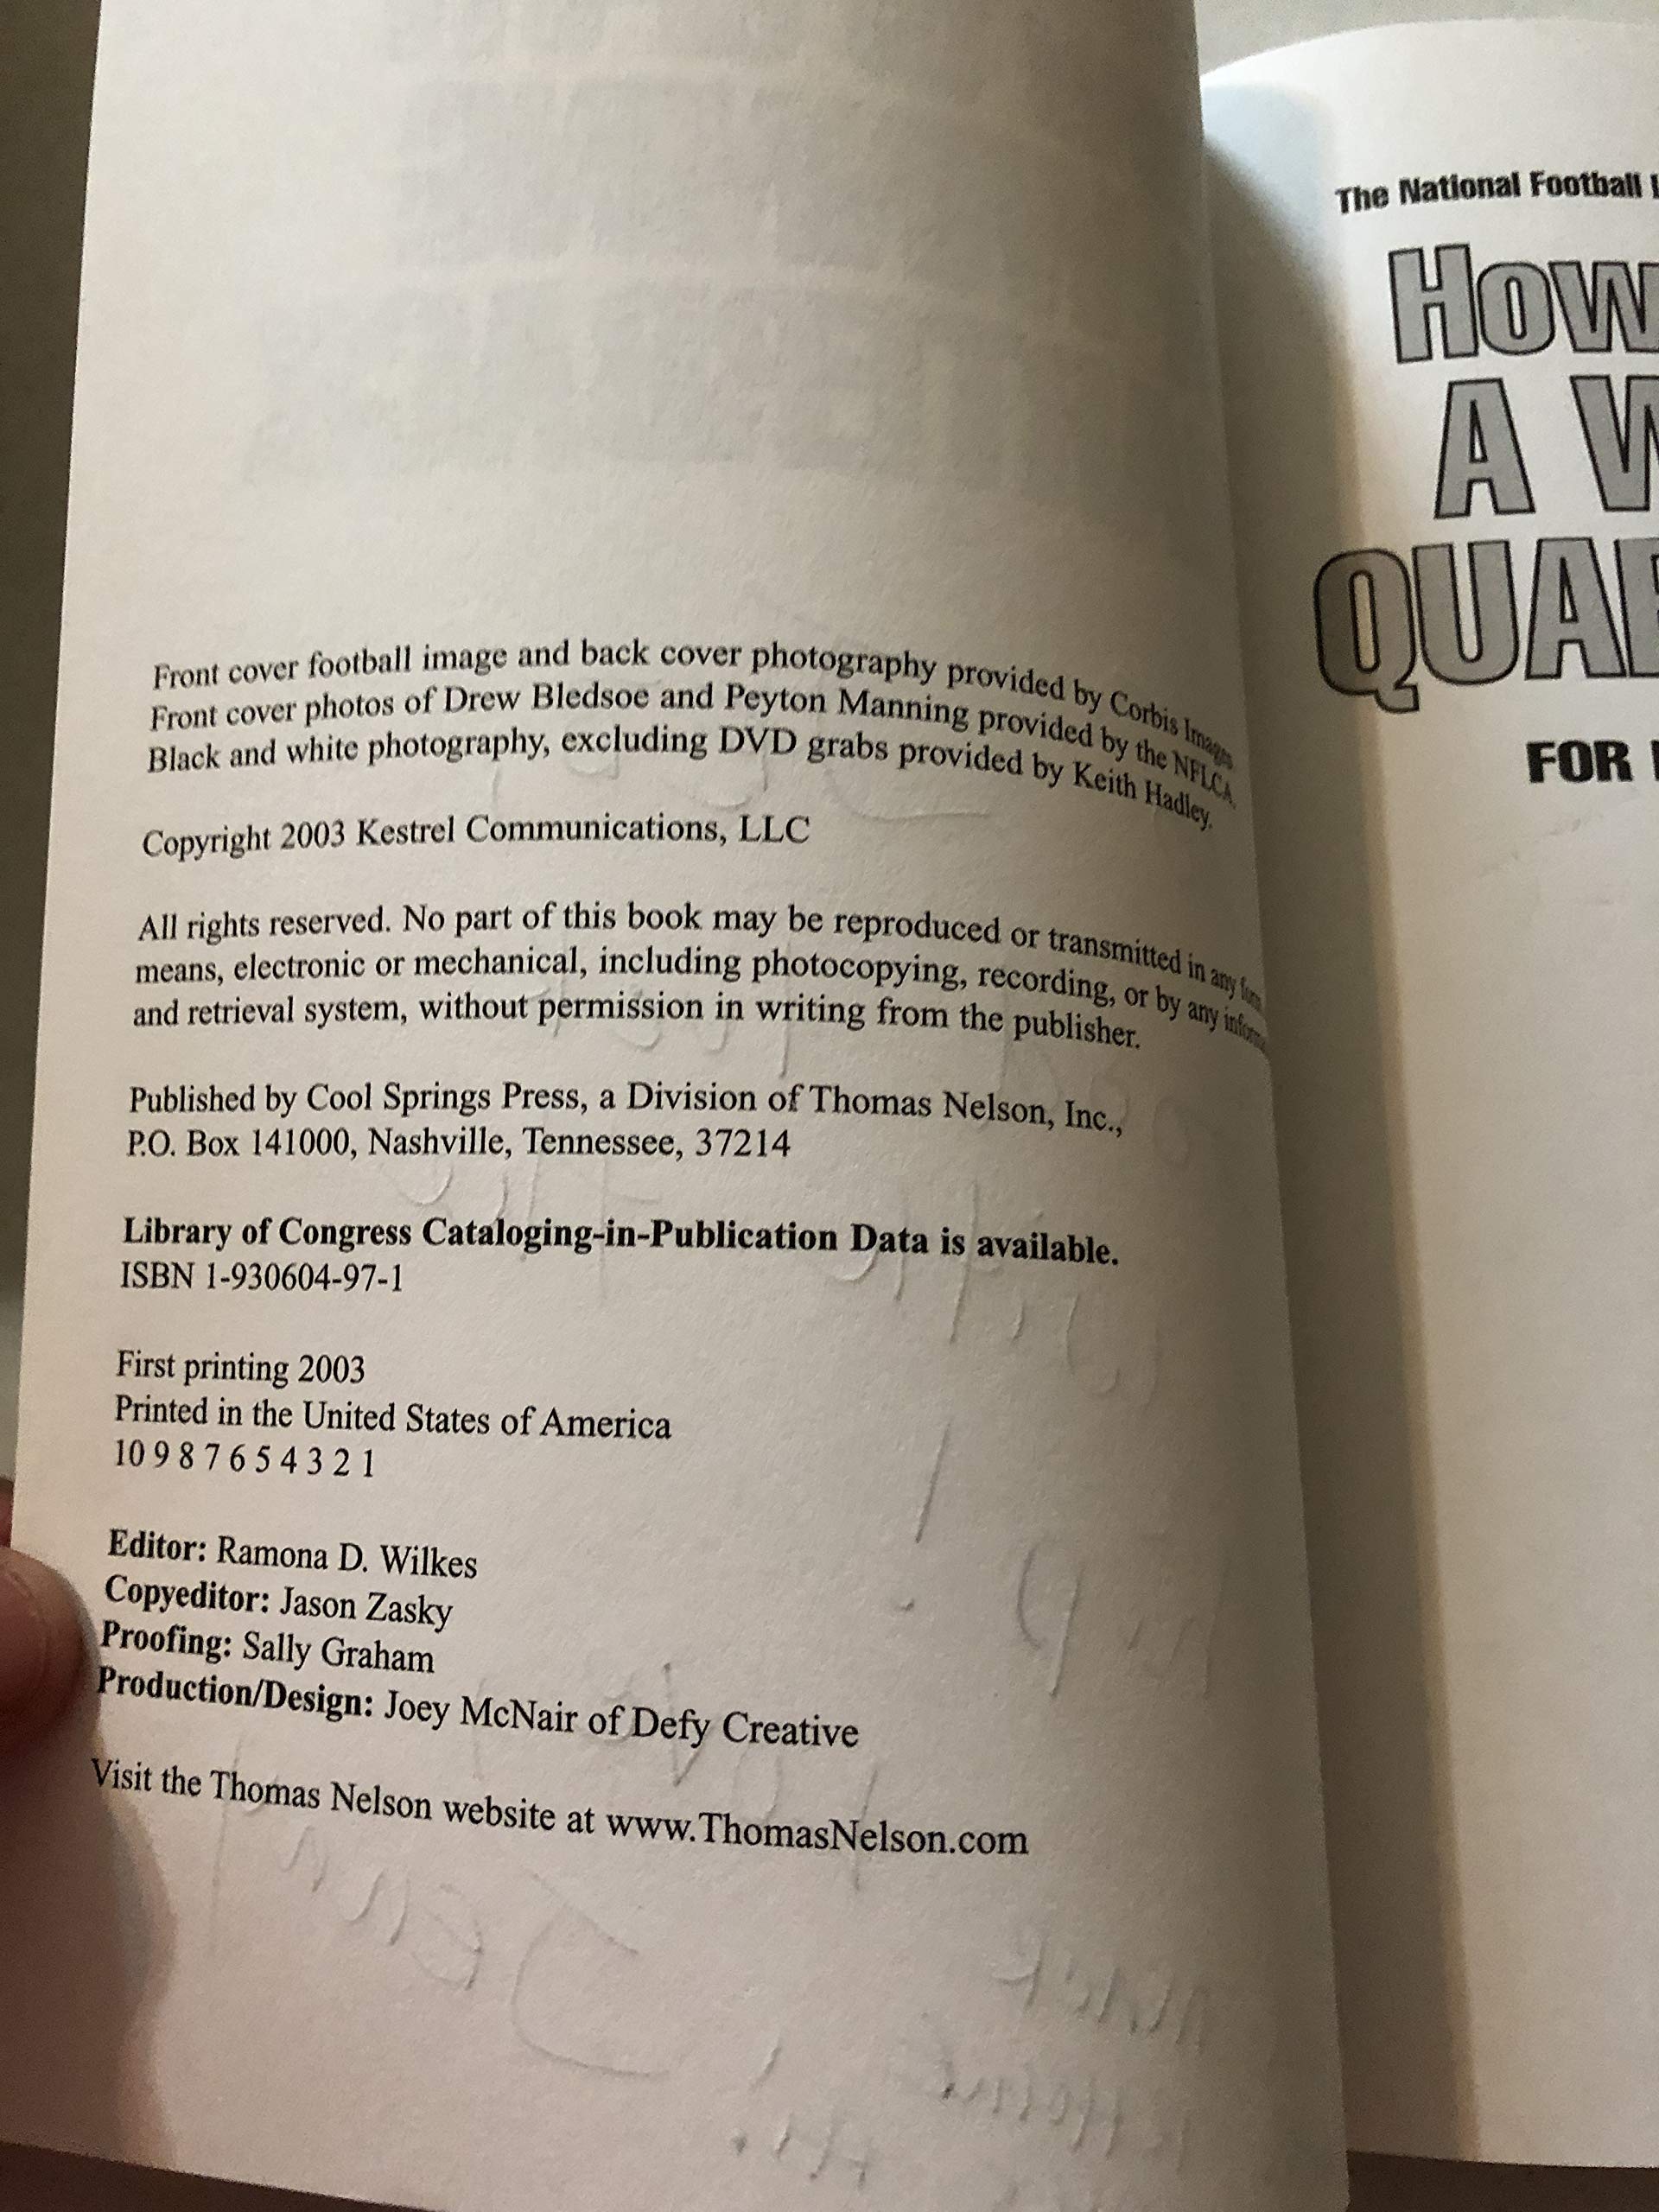 Front cover football image and back cover photography provided by Corbis Images.
Front cover photos of Drew Bledsoe and Peyton Manning provided by the NFLCA.
Black and white photography, excluding DVD grabs provided by Keith Hadley.
Copyright 2003 Kestrel Communications, LLC
All rights reserved. No part of this book may be reproduced or transmitted in any form
means, electronic or mechanical, including photocopying, recording, or by any inform
and retrieval system, without permission in writing from the publisher.
Published by Cool Springs Press, a Division of Thomas Nelson, Inc.,
P.O. Box 141000, Nashville, Tennessee, 37214
Library of Congress Cataloging-in-Publication Data is available.
ISBN 1-930604-97-1
First printing 2003
Printed in the United States of America
10 9 8 7 6 5 4 3 2 1
Editor: Ramona D. Wilkes
Copyeditor: Jason Zasky
Proofing: Sally Graham
Production/Design: Joey McNair of Defy Creative
Visit the Thomas Nelson website at www.ThomasNelson.com
The National Football
HOW
A
QUAR
FOR